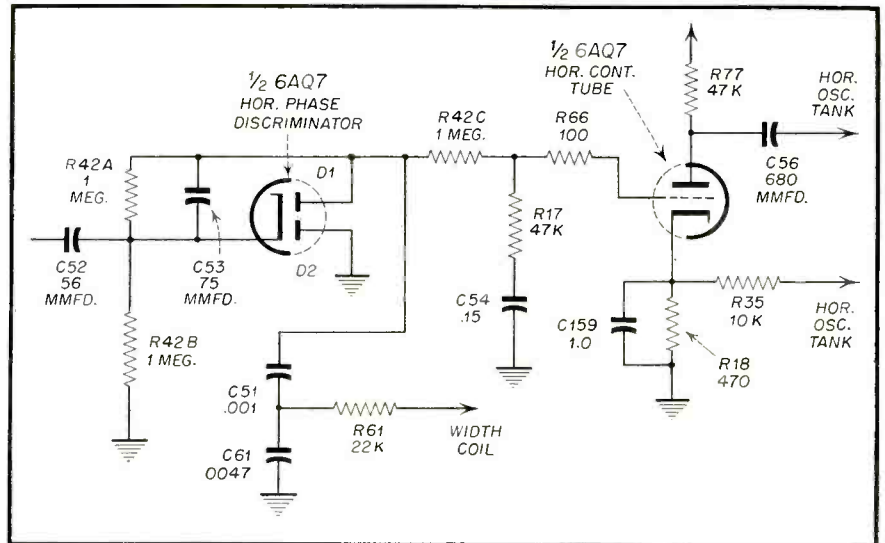 ½ 6AQ7
HOR. PHASE
DISCRIMINATOR
½ 6AQ7
HOR. CONT.
TUBE
R77
47K
HOR.
OSC.
TANK
C56
680
MMFD.
R42A
1
MEG.
D1
D2
R42C
1 MEG.
R66
100
C52
56
MMFD.
C53
75
MMFD.
R17
47K
C54
.15
R42B
1 MEG.
C159
1.0
R35
10K
HOR.
OSC.
TANK
R18
470
C51
.001
R61
22K
WIDTH
COIL
C61
0047